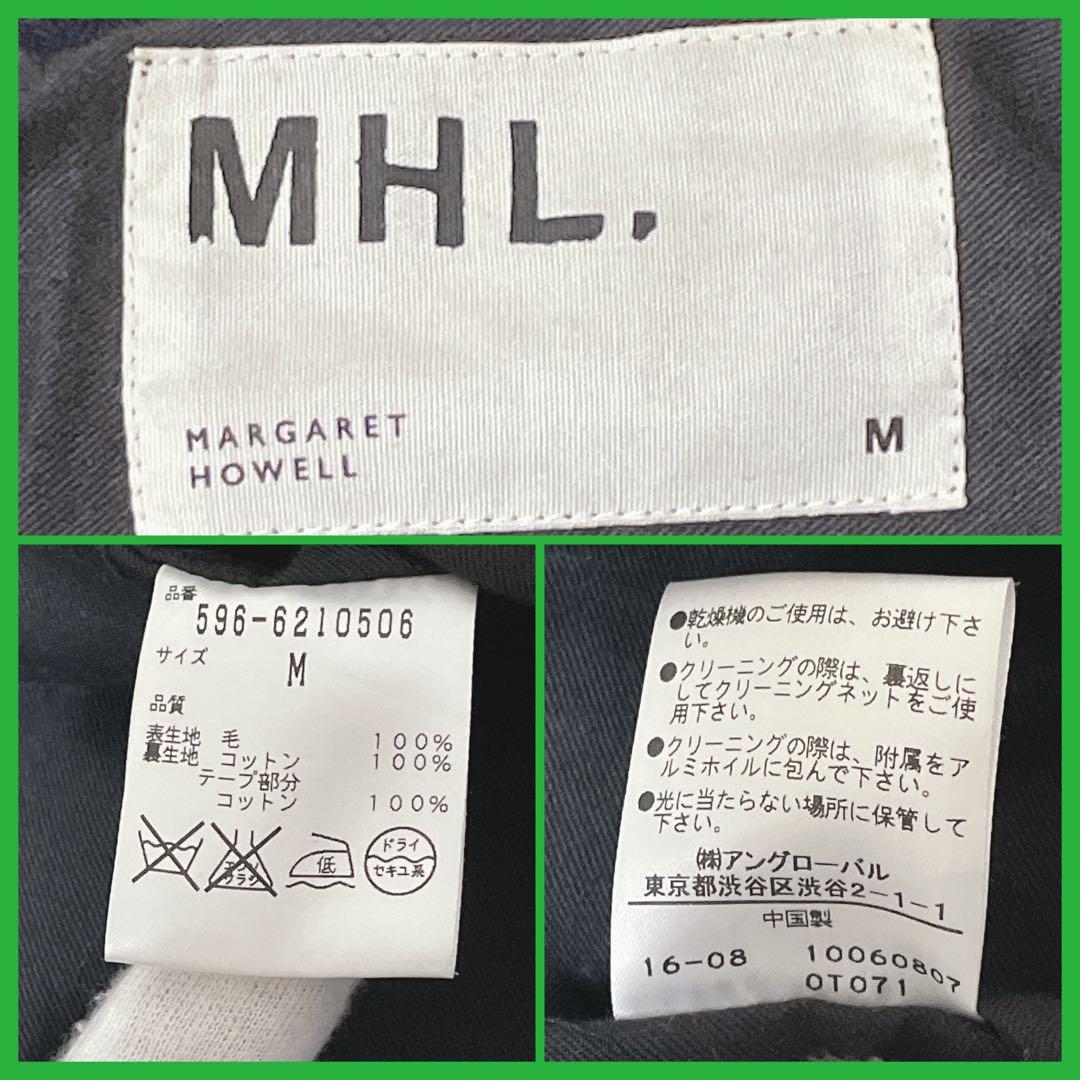 MHL.
MARGARET
HOWELL
M
品番
596-6210506
サイズ
M
品質
表生地 毛 100%
裏生地 コットン 100%
テープ部分
コットン 100%
エンソ
サラシ
低
ドライ
セキユ系
●乾燥機のご使用は、お避け下さ
い。
●クリーニングの際は、裏返しに
してクリーニングネットをご使
用下さい。
●クリーニングの際は、附属をア
ルミホイルに包んで下さい。
●光に当たらない場所に保管して
下さい。
㈱アングローバル
東京都渋谷区渋谷2-1-1
中国製
16-08 10060807
0T071